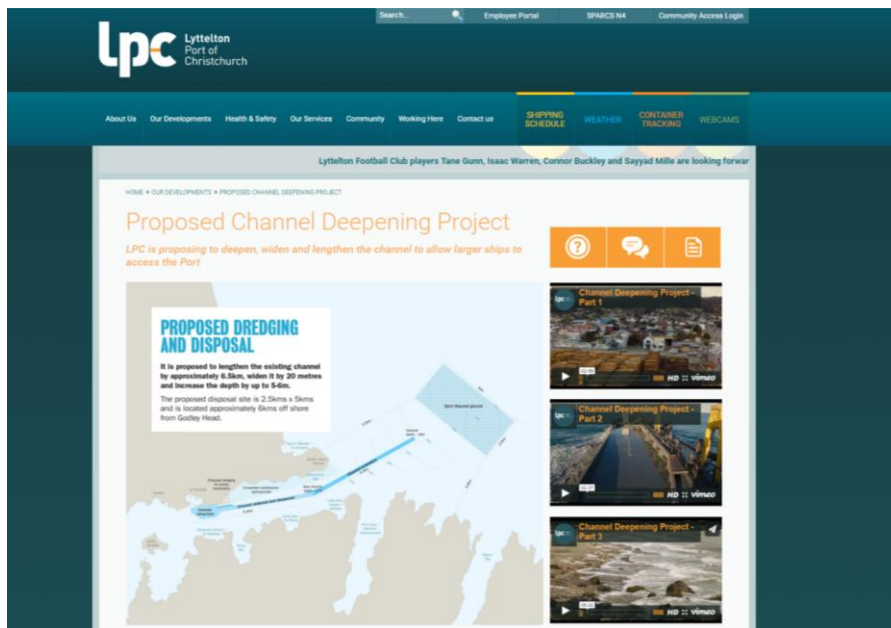 Search...
Employee Portal
SPARCS N4
Community Access Login
lpc
Lyttelton
Port of
Christchurch
About Us
Our Developments
Health & Safety
Our Services
Community
Working Here
Contact us
SHIPPING
SCHEDULE
WEATHER
CONTAINER
TRACKING
WEBCAMS
Lyttelton Football Club players Tane Gunn, Isaac Warren, Connor Buckley and Sayyad Mille are looking forwar
HOME » OUR DEVELOPMENTS » PROPOSED CHANNEL DEEPENING PROJECT
Proposed Channel Deepening Project
LPC is proposing to deepen, widen and lengthen the channel to allow larger ships to
access the Port
PROPOSED DREDGING
AND DISPOSAL
It is proposed to lengthen the existing channel
by approximately 6.5km, widen it by 20 metres
and increase the depth by up to 5-6m.
The proposed disposal site is 2.5kms x 5kms
and is located approximately 6kms off shore
from Godley Head.
Spoil disposal ground
lpc
Channel Deepening Project -
Part 1
HD vimeo
lpc
Channel Deepening Project -
Part 2
HD vimeo
lpc
Channel Deepening Project -
Part 3
HD vimeo